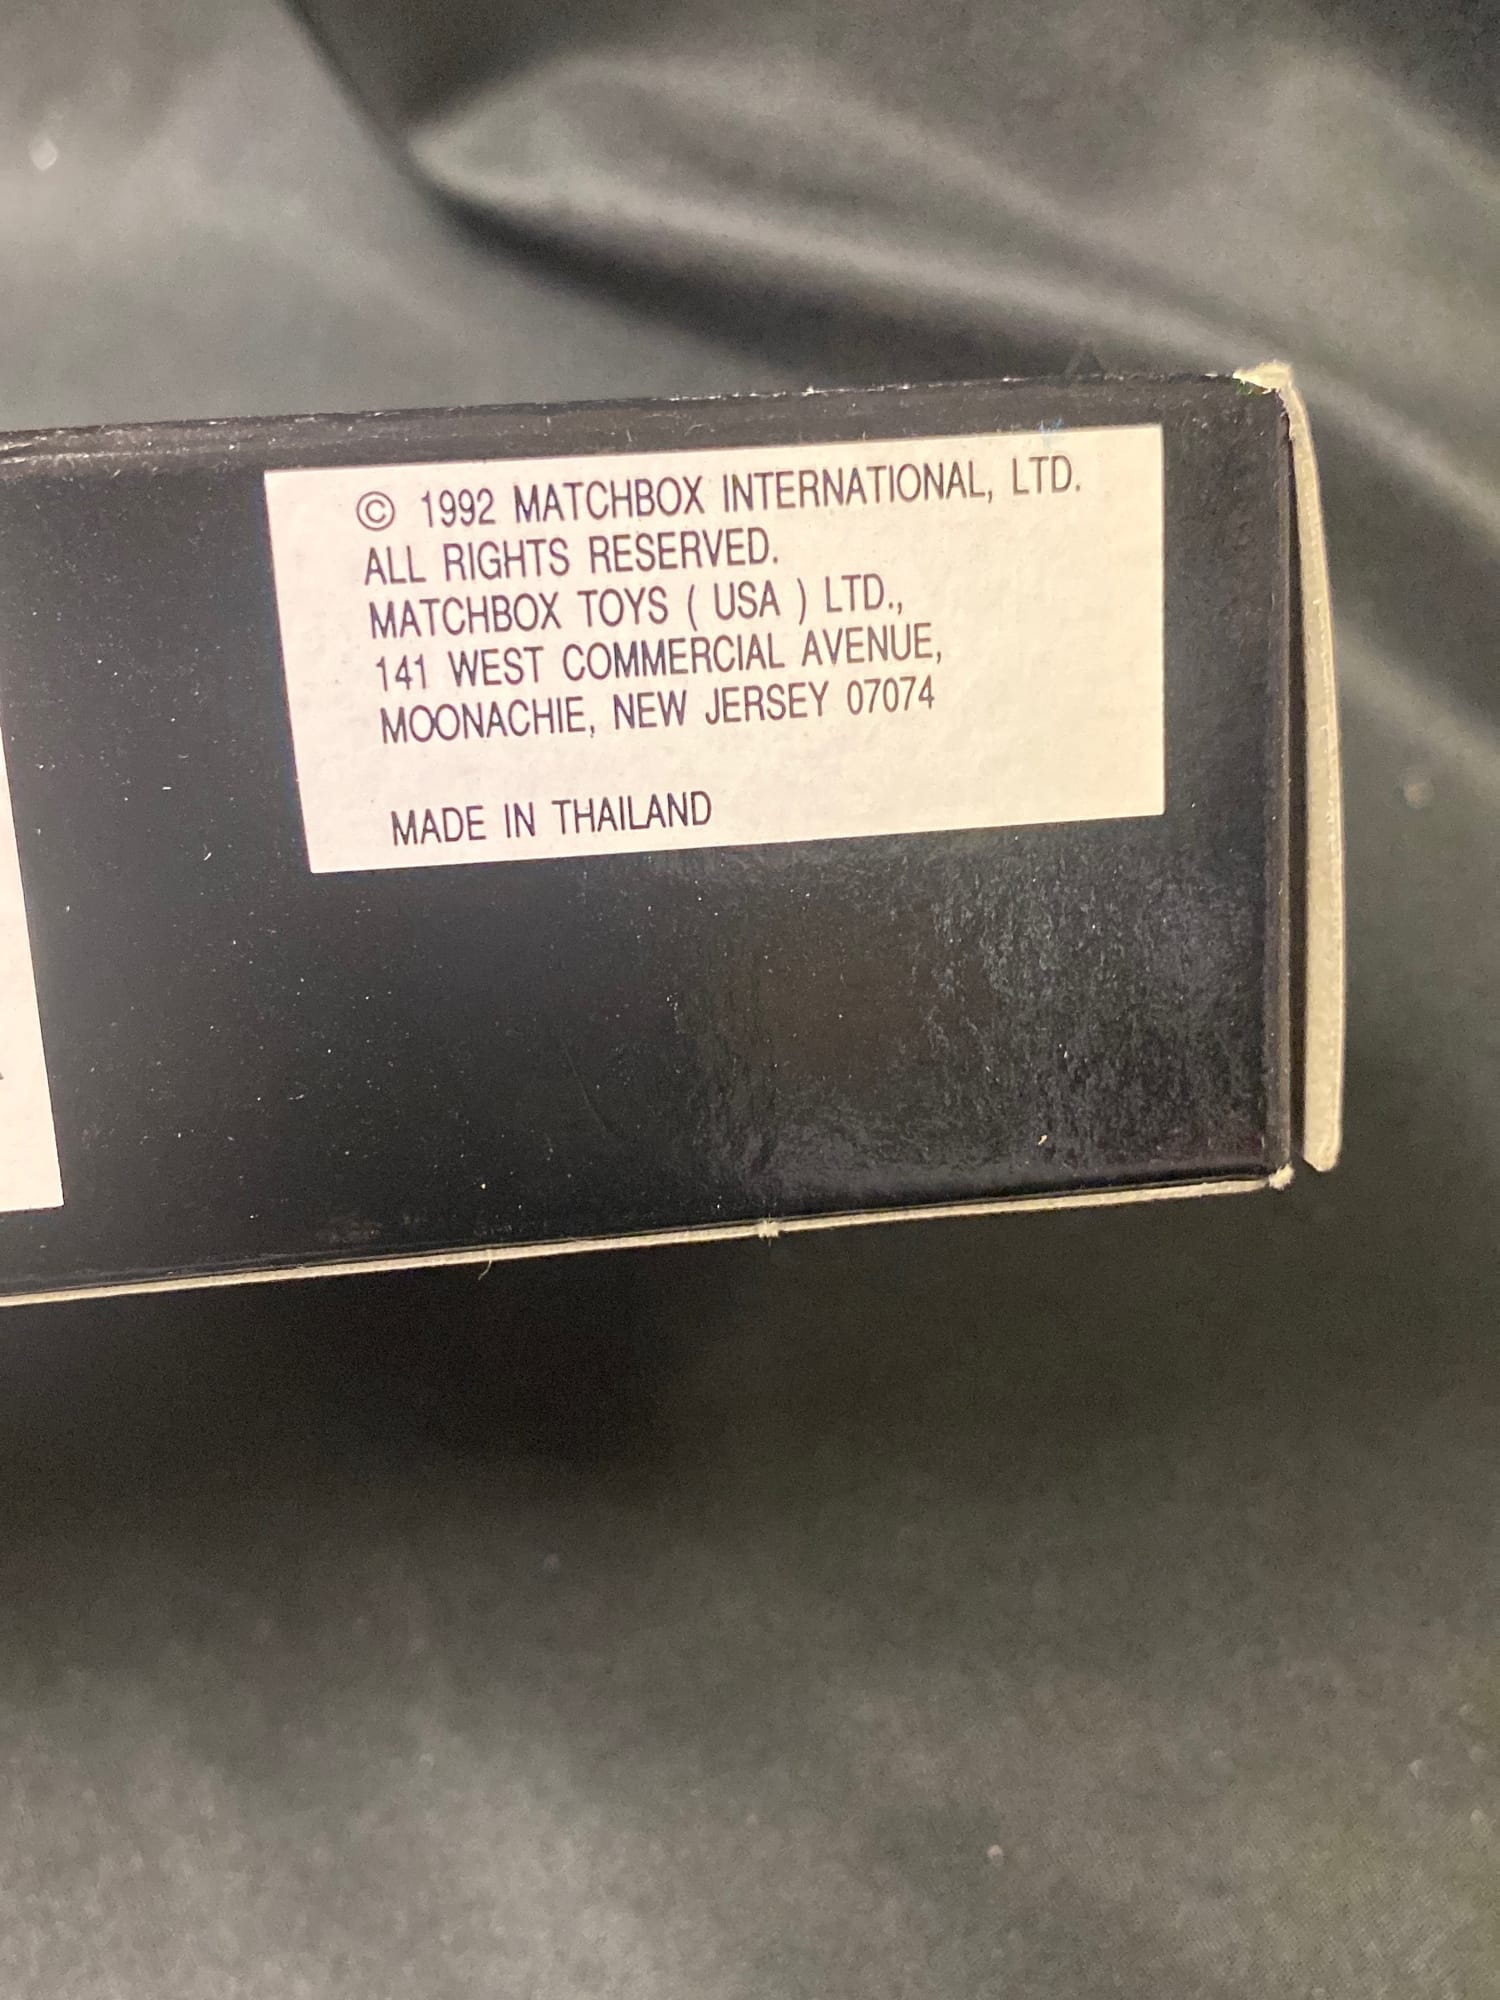 © 1992 MATCHBOX INTERNATIONAL, LTD.
ALL RIGHTS RESERVED.
MATCHBOX TOYS ( USA ) LTD.,
141 WEST COMMERCIAL AVENUE,
MOONACHIE, NEW JERSEY 07074
MADE IN THAILAND